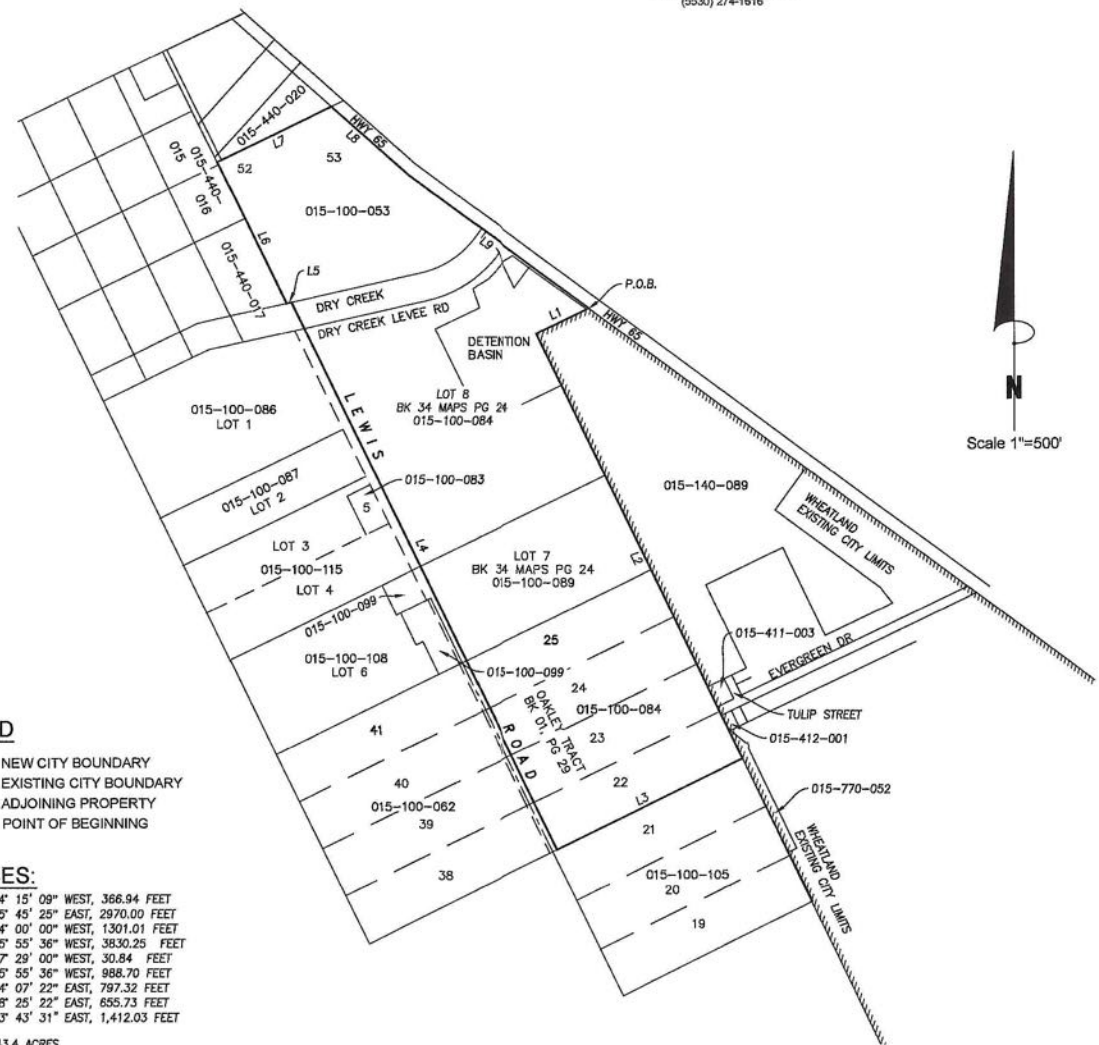 (5530) 274-1616
015-440-020
HWY 65
L7
L8
52
53
015
015-440-
016
015-100-053
L6
L9
015-440-017
L5
P.O.B.
DRY CREEK
DRY CREEK LEVEE RD
L1
HWY 65
DETENTION
BASIN
N
Scale 1"=500'
LOT 8
BK 34 MAPS PG 24
015-100-084
015-100-086
LOT 1
LEWIS
015-100-087
LOT 2
015-100-083
5
015-140-089
WHEATLAND
EXISTING CITY LIMITS
LOT 3
015-100-115
LOT 4
L4
LOT 7
BK 34 MAPS PG 24
015-100-089
L2
015-100-099
015-100-108
LOT 6
015-100-099
25
015-411-003
EVERGREEN DR
TULIP STREET
015-412-001
24
015-100-084
OAKLEY TRACT
BK 01, PG 29
23
22
ROAD
41
40
015-100-062
39
38
L3
21
015-100-105
20
19
015-770-052
WHEATLAND
EXISTING CITY LIMITS
D
NEW CITY BOUNDARY
EXISTING CITY BOUNDARY
ADJOINING PROPERTY
POINT OF BEGINNING
ES:
4° 15' 09" WEST, 366.94 FEET
5° 45' 25" EAST, 2970.00 FEET
4° 00' 00" WEST, 1301.01 FEET
5° 55' 36" WEST, 3830.25 FEET
7° 29' 00" WEST, 30.84 FEET
5° 55' 36" WEST, 988.70 FEET
4° 07' 22" EAST, 797.32 FEET
8° 25' 22" EAST, 655.73 FEET
3° 43' 31" EAST, 1,412.03 FEET
3.4 ACRES